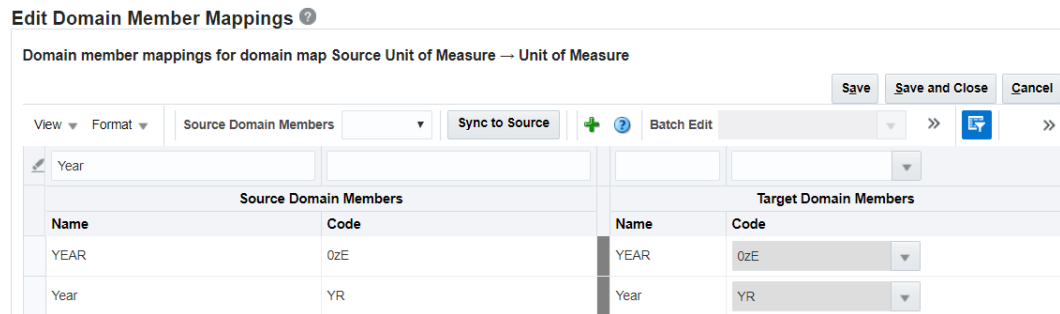 Edit Domain Member Mappings ?
Domain member mappings for domain map Source Unit of Measure → Unit of Measure
Save Save and Close Cancel
View Format Source Domain Members Sync to Source ? Batch Edit » »
Year
Source Domain Members Target Domain Members
Name Code Name Code
YEAR 0zE YEAR 0zE
Year YR Year YR